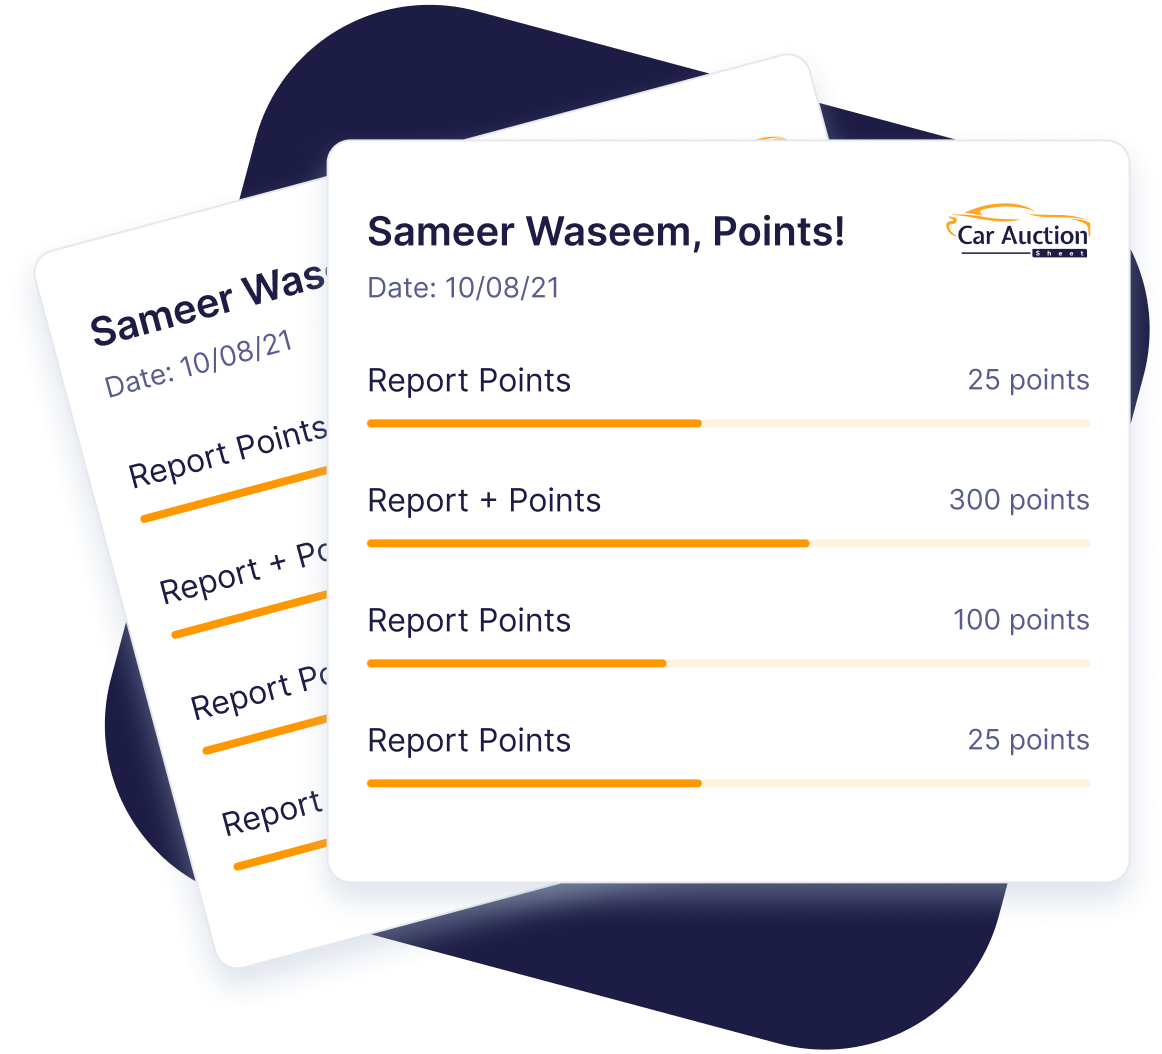 Sameer Waseem, Points!
Car Auction
Sheet
Date: 10/08/21
Report Points 25 points
Report + Points 300 points
Report Points 100 points
Report Points 25 points
Sameer Was
Date: 10/08/21
Report Points
Report + Po
Report Po
Report